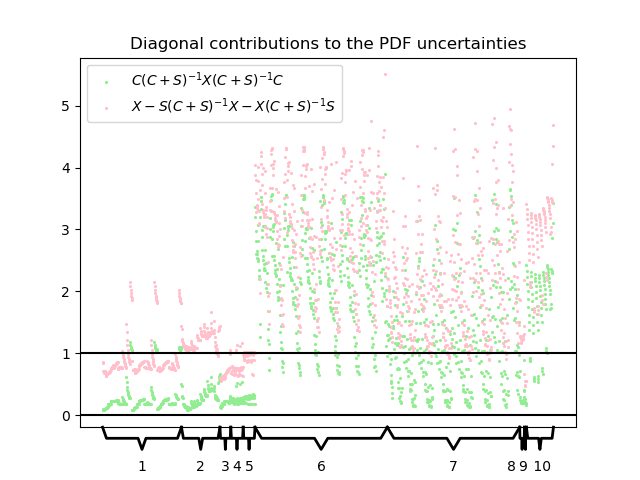 Diagonal contributions to the PDF uncertainties
C(C + S)⁻¹X(C + S)⁻¹C
X − S(C + S)⁻¹X − X(C + S)⁻¹S
5
4
3
2
1
0
1 2 3 4 5 6 7 8 9 10